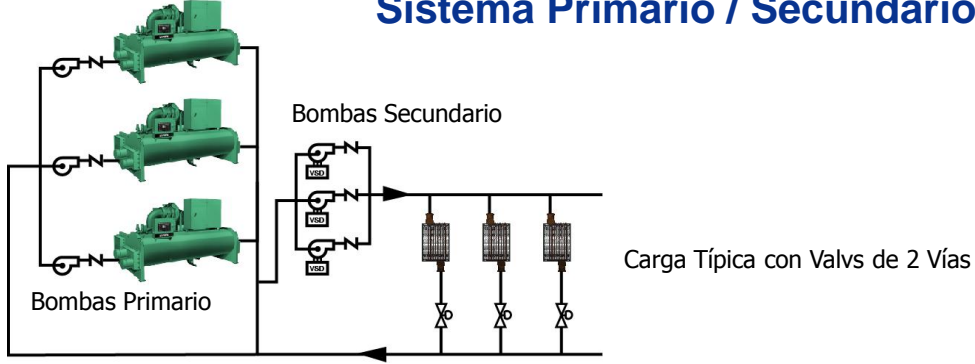 Sistema Primario / Secundario
Bombas Secundario
VSD
VSD
VSD
Carga Típica con Valvs de 2 Vías
Bombas Primario